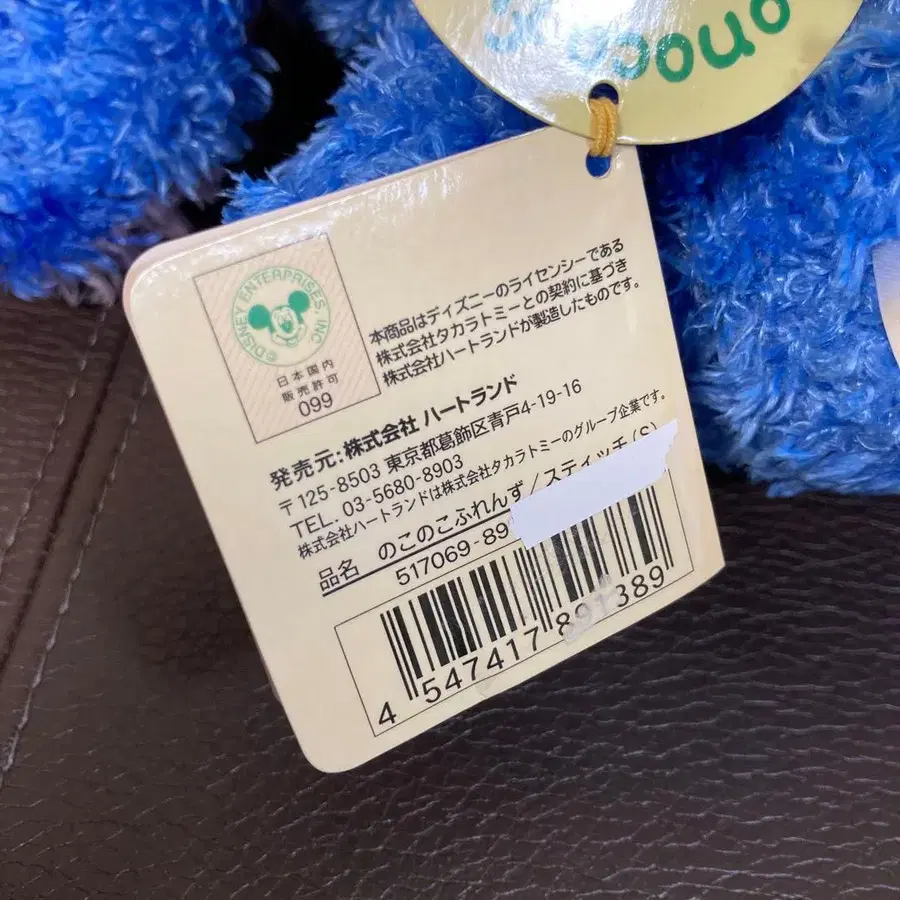 onoc
©DISNEY ENTERPRISES, INC
日本国内
販売許可
099
本商品はディズニーのライセンシーである
株式会社タカラトミーとの契約に基づき
株式会社ハートランドが製造したものです。
発売元:株式会社 ハートランド
〒125-8503 東京都葛飾区青戸4-19-16
TEL. 03-5680-8903
株式会社ハートランドは株式会社タカラトミーのグループ企業です。
品名 のこのこふれんず/スティッチ(S)
517069-89
4 547417 891389